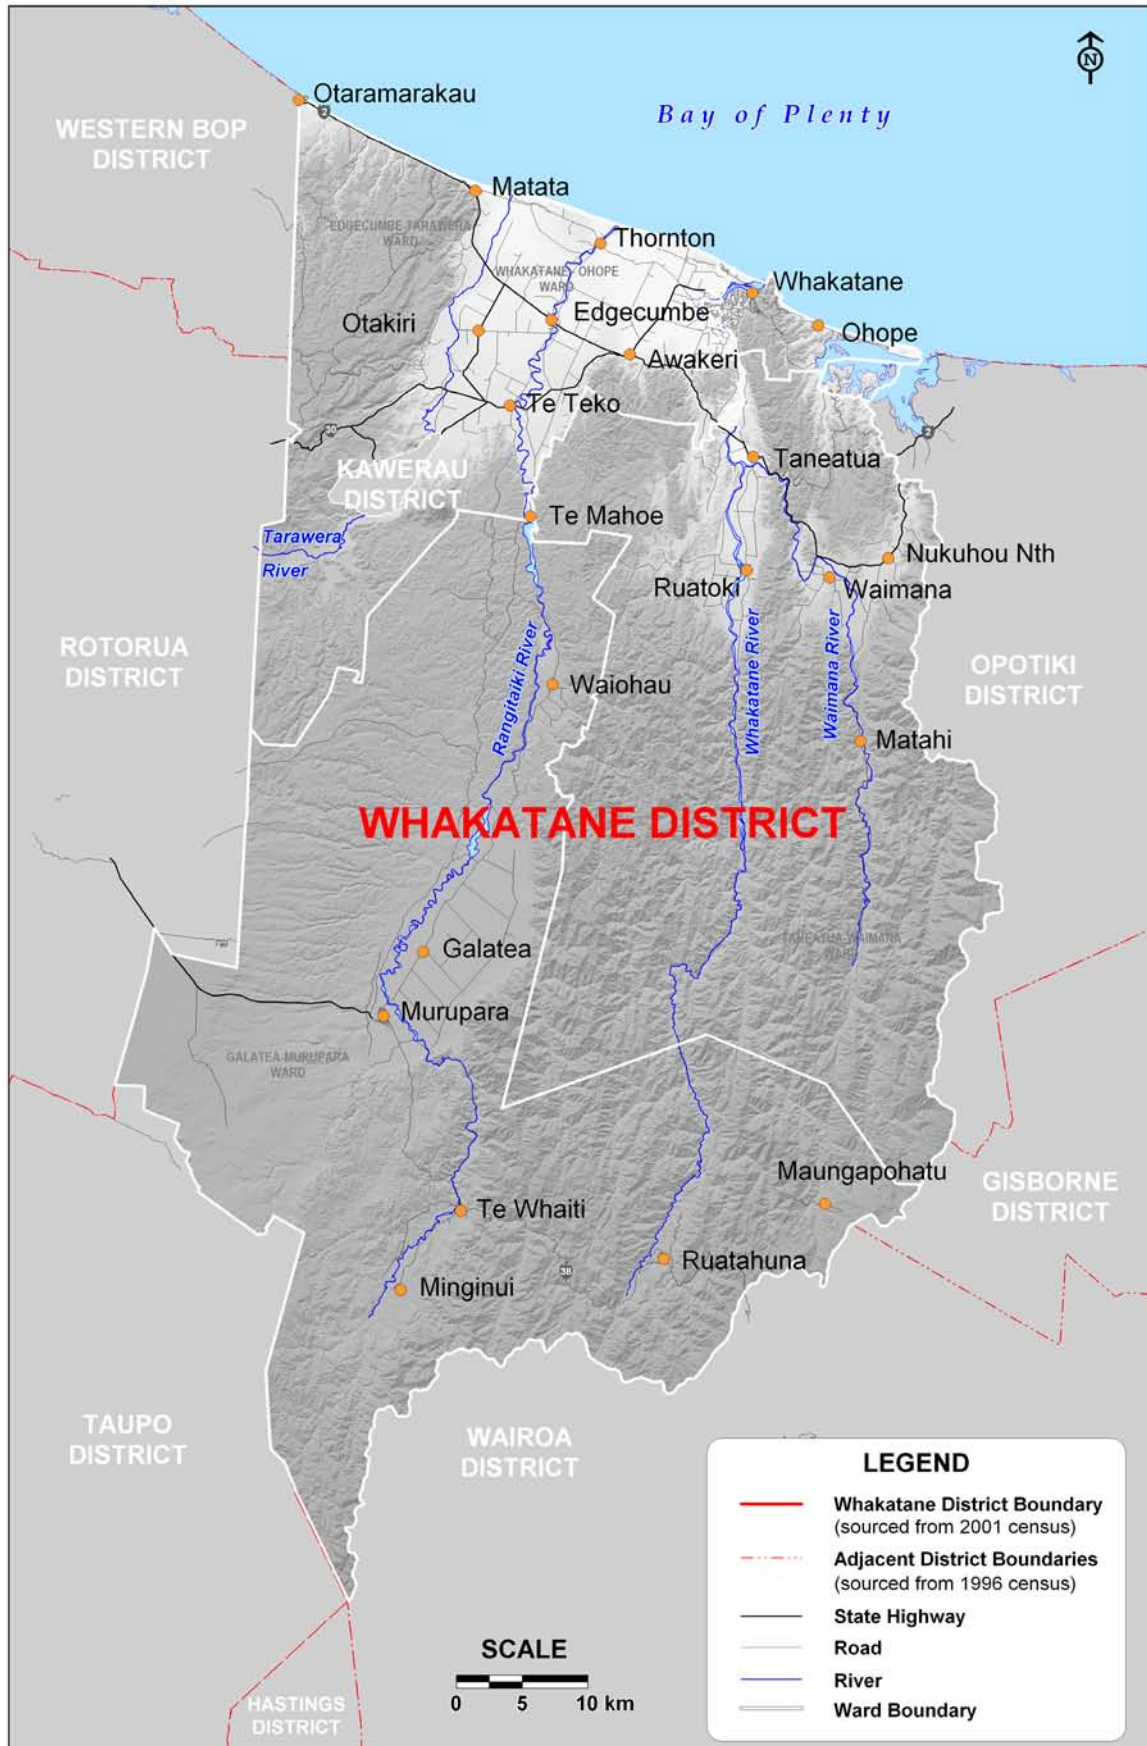 N
Otaramarakau
2
Bay of Plenty
WESTERN BOP
DISTRICT
Matata
EDGECUMBE-TARAWERA
WARD
Thornton
WHAKATANE - OHOPE
WARD
Whakatane
Edgecumbe
Otakiri
Ohope
Awakeri
Te Teko
30
2
Taneatua
KAWERAU
DISTRICT
Te Mahoe
Tarawera
River
Nukuhou Nth
Ruatoki
Waimana
ROTORUA
DISTRICT
Rangitaiki River
Whakatane River
Waimana River
OPOTIKI
DISTRICT
Waiohau
Matahi
WHAKATANE DISTRICT
TANEATUA-WAIMANA
WARD
Galatea
Murupara
GALATEA-MURUPARA
WARD
Maungapohatu
GISBORNE
DISTRICT
Te Whaiti
Ruatahuna
38
Minginui
TAUPO
DISTRICT
WAIROA
DISTRICT
HASTINGS
DISTRICT
SCALE
0 5 10 km
LEGEND
Whakatane District Boundary
(sourced from 2001 census)
Adjacent District Boundaries
(sourced from 1996 census)
State Highway
Road
River
Ward Boundary